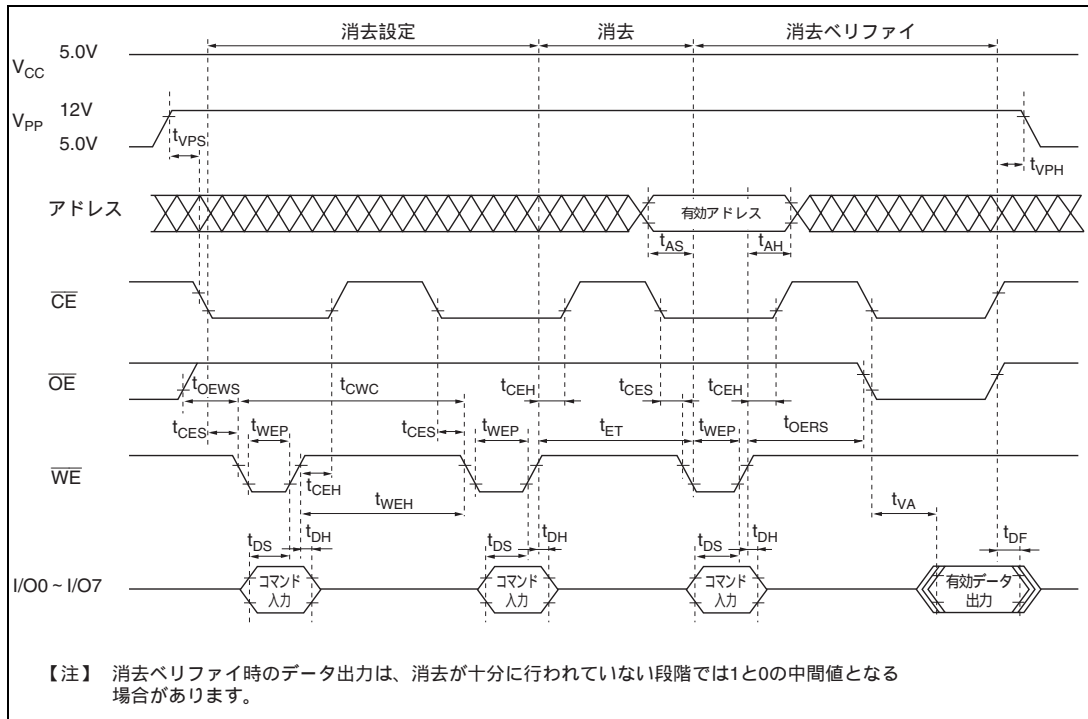 消去設定 消去 消去ベリファイ
VCC 5.0V
VPP 12V
5.0V
tVPS
tVPH
アドレス
有効アドレス
tAS tAH
CE
OE
tOEWS tCWC tCEH tCES tCEH
tCES tWEP tCES tWEP tET tWEP tOERS
WE
tCEH
tWEH
tVA
tDS tDH tDS tDH tDS tDH tDF
I/O0 ~ I/O7
コマンド
入力
コマンド
入力
コマンド
入力
有効データ
出力
【注】 消去ベリファイ時のデータ出力は、消去が十分に行われていない段階では1と0の中間値となる
場合があります。